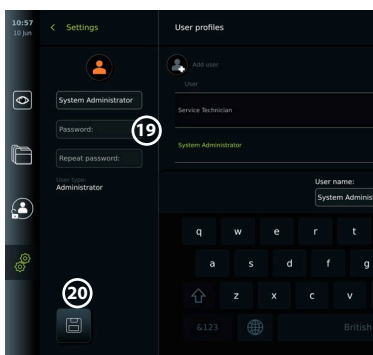 10:57
10 Jun
Settings
User profiles
Add user
User
System Administrator
Service Technician
Password:
19
System Administrator
Repeat password:
User type:
Administrator
User name:
System Adminis
q w e r t
a s d f g
20
z x c v
&123
British